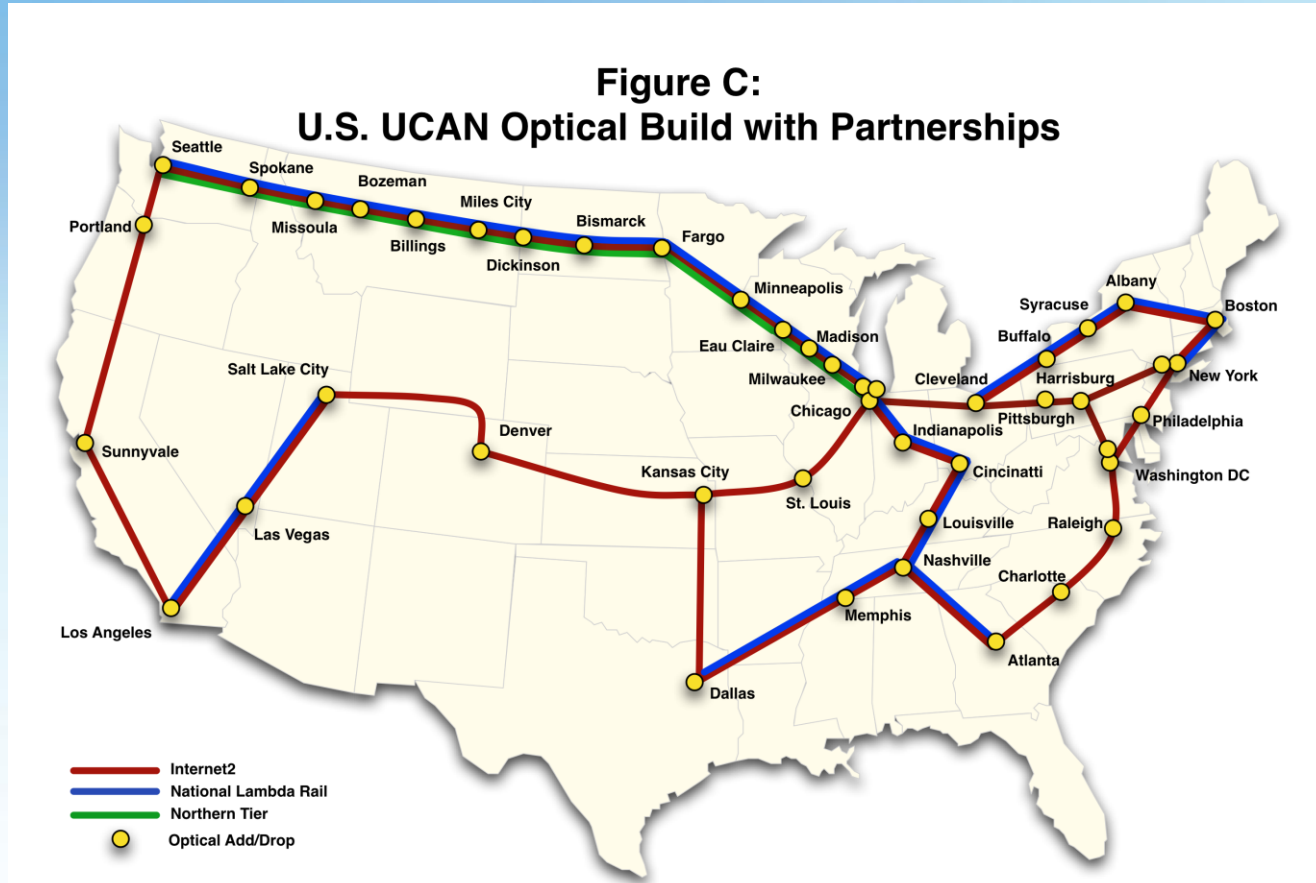 Figure C:
U.S. UCAN Optical Build with Partnerships
Seattle
Spokane
Bozeman
Portland
Missoula
Miles City
Billings
Bismarck
Dickinson
Fargo
Minneapolis
Albany
Syracuse
Boston
Eau Claire
Madison
Buffalo
Salt Lake City
Milwaukee
Cleveland
Harrisburg
New York
Chicago
Pittsburgh
Philadelphia
Sunnyvale
Denver
Indianapolis
Kansas City
Cincinatti
Washington DC
Las Vegas
St. Louis
Louisville
Raleigh
Nashville
Charlotte
Los Angeles
Memphis
Atlanta
Dallas
Internet2
National Lambda Rail
Northern Tier
Optical Add/Drop